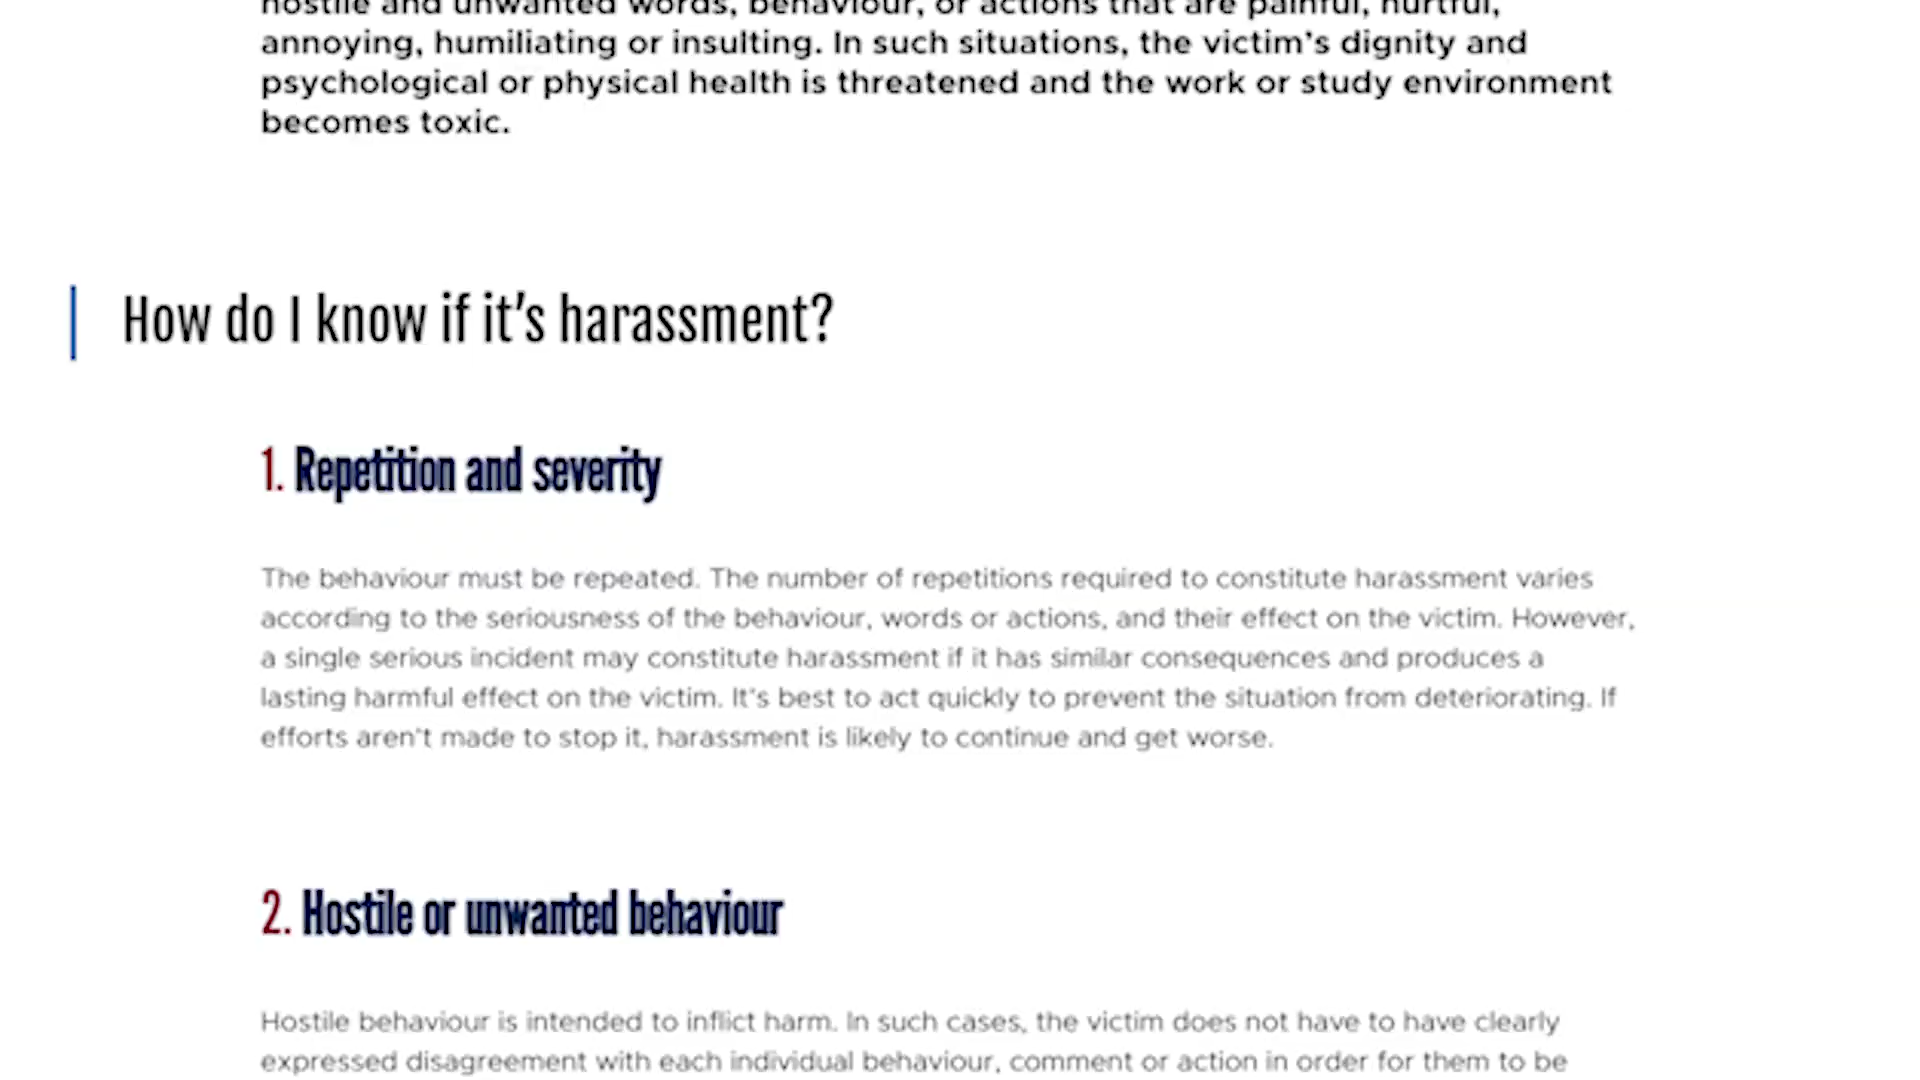 hostile and unwanted words, behaviour, or actions that are painful, hurtful,
annoying, humiliating or insulting. In such situations, the victim's dignity and
psychological or physical health is threatened and the work or study environment
becomes toxic.
How do I know if it's harassment?
1. Repetition and severity
The behaviour must be repeated. The number of repetitions required to constitute harassment varies
according to the seriousness of the behaviour, words or actions, and their effect on the victim. However,
a single serious incident may constitute harassment if it has similar consequences and produces a
lasting harmful effect on the victim. It's best to act quickly to prevent the situation from deteriorating. If
efforts aren't made to stop it, harassment is likely to continue and get worse.
2. Hostile or unwanted behaviour
Hostile behaviour is intended to inflict harm. In such cases, the victim does not have to have clearly
expressed disagreement with each individual behaviour, comment or action in order for them to be